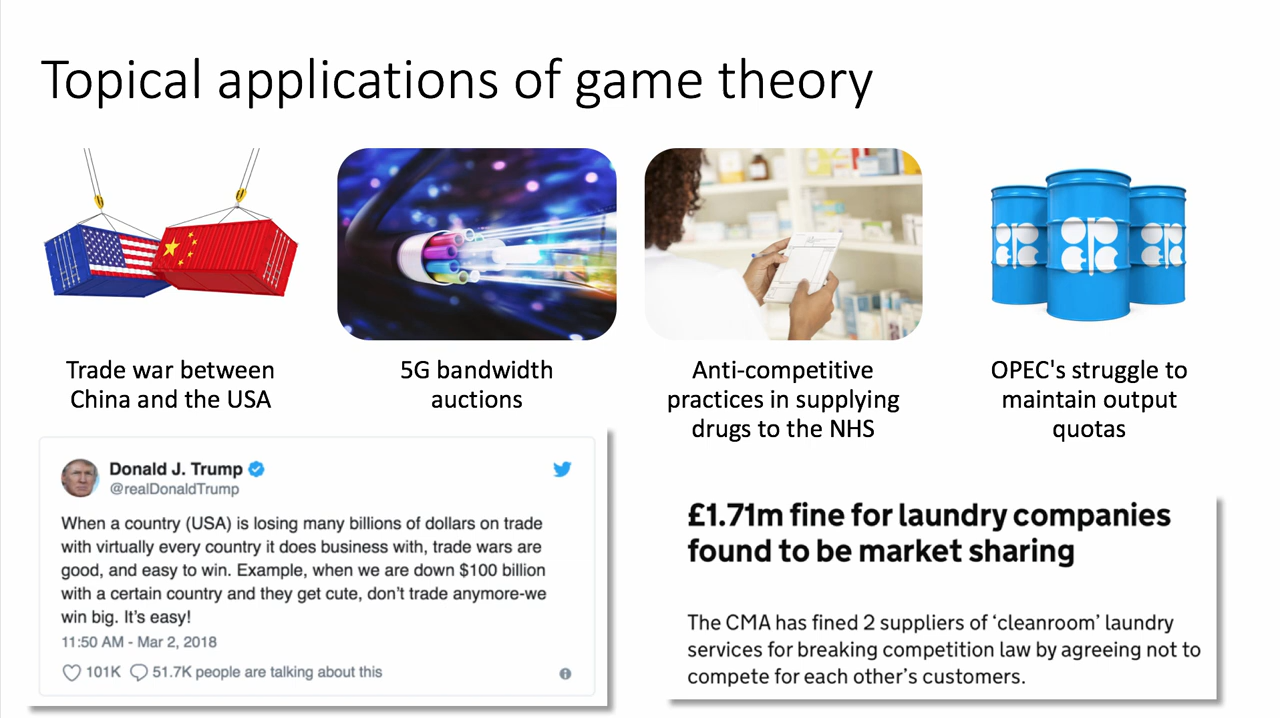 Topical applications of game theory
Trade war between
China and the USA
5G bandwidth
auctions
Anti-competitive
practices in supplying
drugs to the NHS
OPEC's struggle to
maintain output
quotas
Donald J. Trump
@realDonaldTrump
When a country (USA) is losing many billions of dollars on trade
with virtually every country it does business with, trade wars are
good, and easy to win. Example, when we are down $100 billion
with a certain country and they get cute, don’t trade anymore-we
win big. It’s easy!
11:50 AM - Mar 2, 2018
101K 51.7K people are talking about this
£1.71m fine for laundry companies
found to be market sharing
The CMA has fined 2 suppliers of ‘cleanroom’ laundry
services for breaking competition law by agreeing not to
compete for each other’s customers.